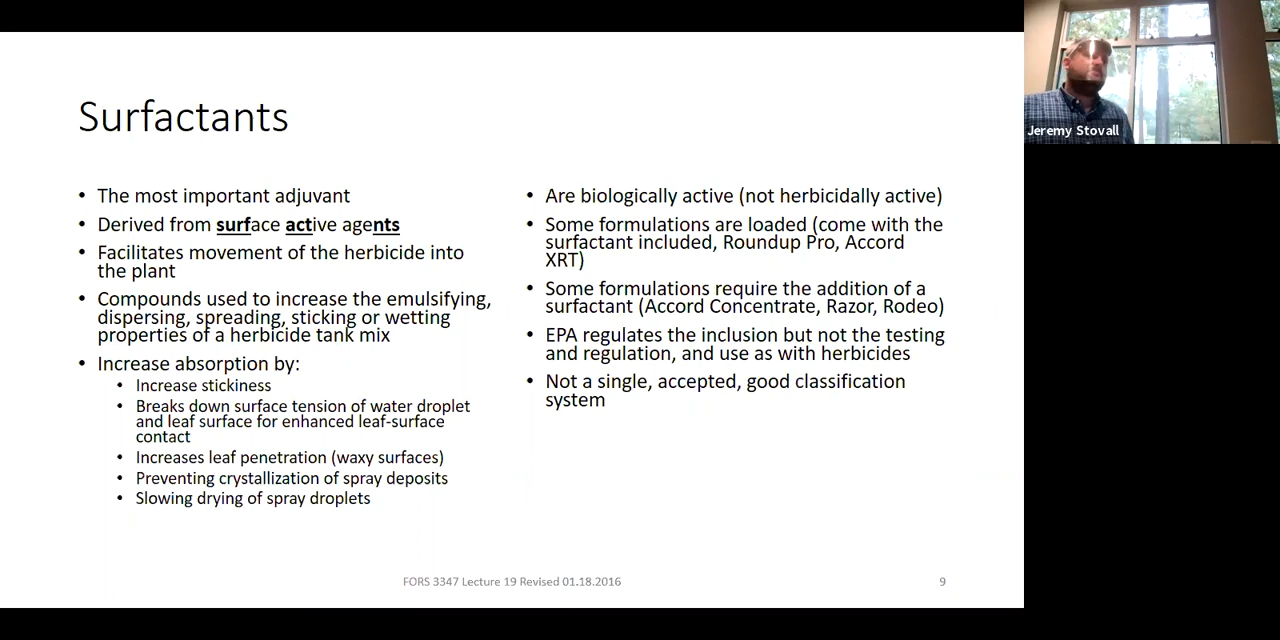 Surfactants
• The most important adjuvant
• Derived from surface active agents
• Facilitates movement of the herbicide into
the plant
• Compounds used to increase the emulsifying,
dispersing, spreading, sticking or wetting
properties of a herbicide tank mix
• Increase absorption by:
• Increase stickiness
• Breaks down surface tension of water droplet
and leaf surface for enhanced leaf-surface
contact
• Increases leaf penetration (waxy surfaces)
• Preventing crystallization of spray deposits
• Slowing drying of spray droplets
• Are biologically active (not herbicidally active)
• Some formulations are loaded (come with the
surfactant included, Roundup Pro, Accord
XRT)
• Some formulations require the addition of a
surfactant (Accord Concentrate, Razor, Rodeo)
• EPA regulates the inclusion but not the testing
and regulation, and use as with herbicides
• Not a single, accepted, good classification
system
FORS 3347 Lecture 19 Revised 01.18.2016
9
Jeremy Stovall